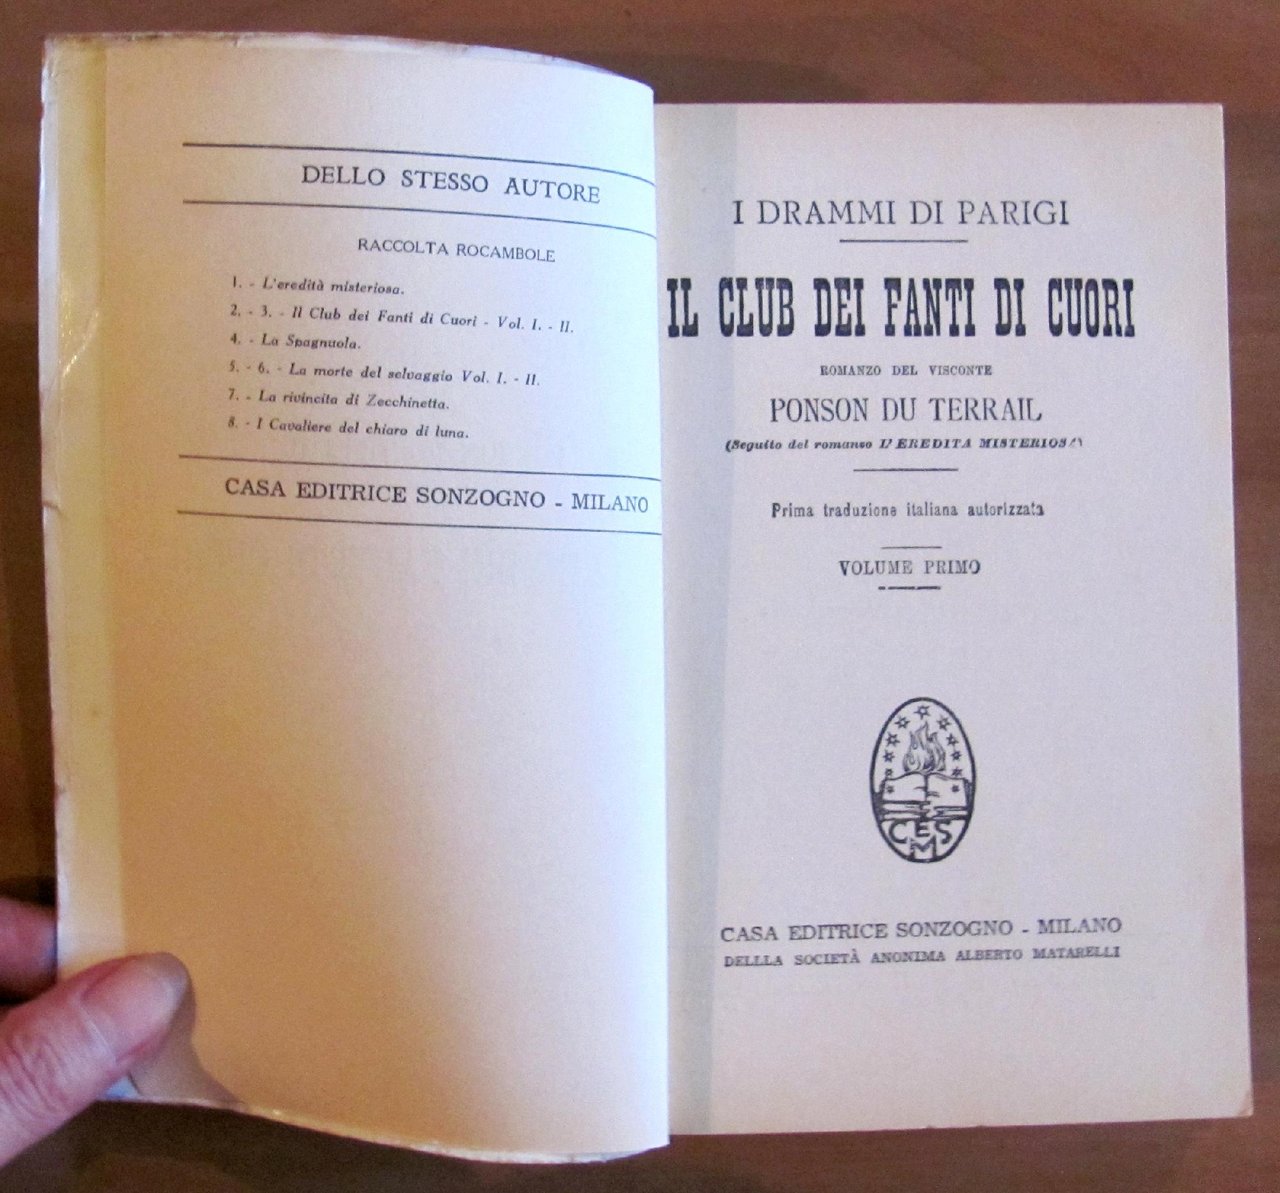 DELLO STESSO AUTORE
RACCOLTA ROCAMBOLE
1. - L'eredità misteriosa.
2. - 3. - Il Club dei Fanti di Cuori - Vol. I. - II.
4. - La Spagnuola.
5. - 6. - La morte del selvaggio Vol. I. - II.
7. - La rivincita di Zecchinetta.
8. - I Cavaliere del chiaro di luna.
CASA EDITRICE SONZOGNO - MILANO
I DRAMMI DI PARIGI
IL CLUB DEI FANTI DI CUORI
ROMANZO DEL VISCONTE
PONSON DU TERRAIL
(Seguito del romanzo L'EREDITA MISTERIOSA)
Prima traduzione italiana autorizzata
VOLUME PRIMO
CES
M
CASA EDITRICE SONZOGNO - MILANO
DELLLA SOCIETÀ ANONIMA ALBERTO MATARELLI